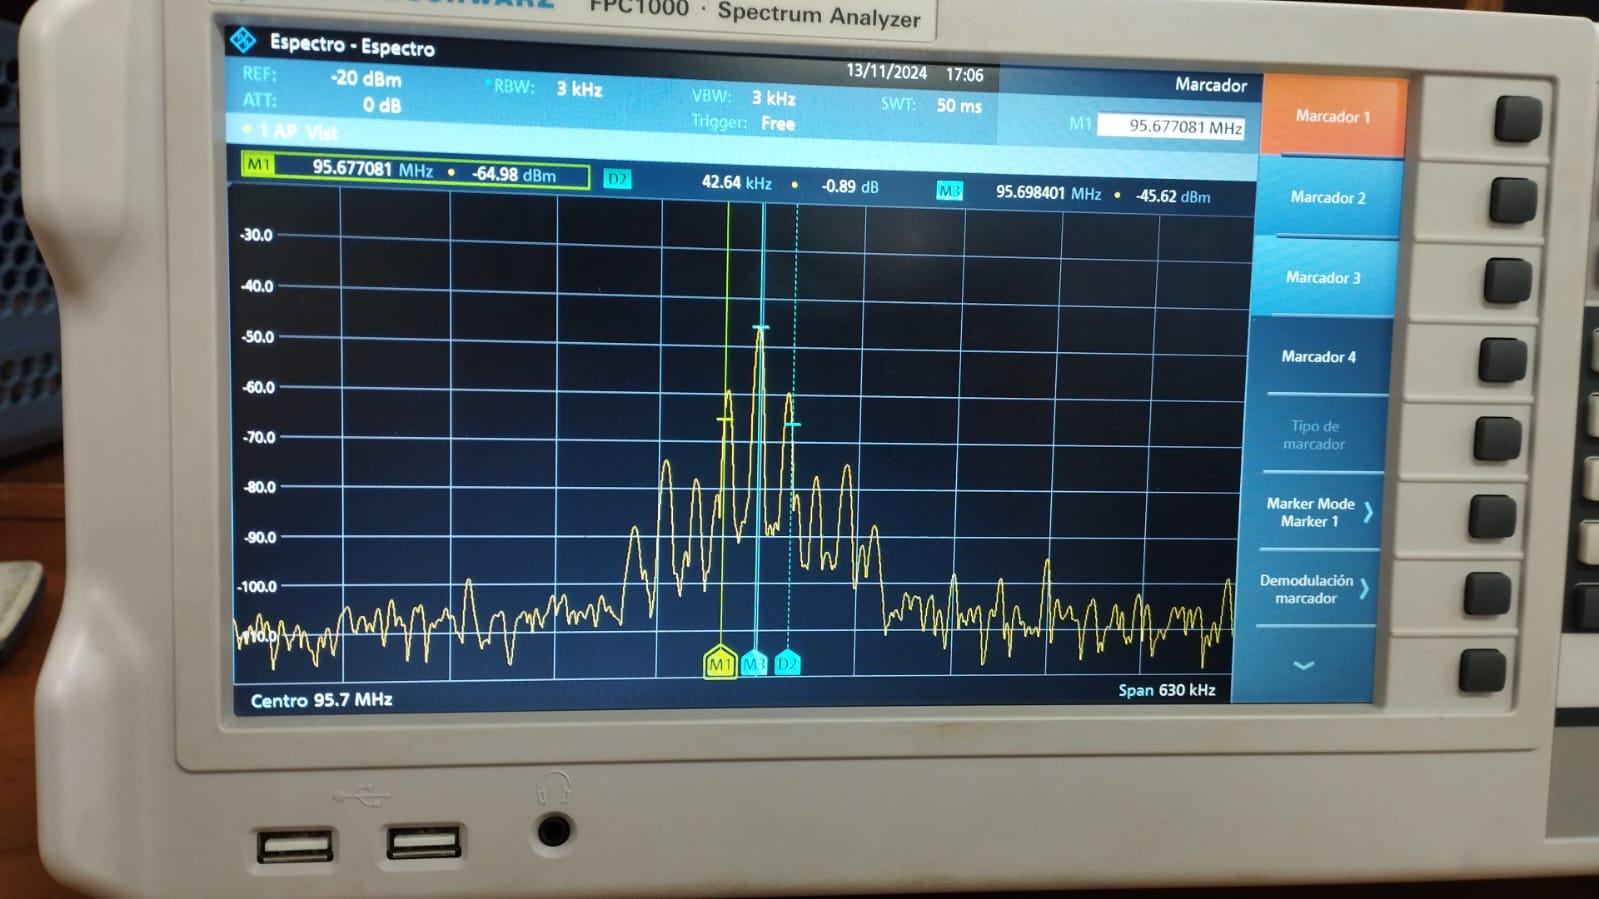 FPC1000 · Spectrum Analyzer
Espectro - Espectro
13/11/2024 17:06
REF: -20 dBm RBW: 3 kHz VBW: 3 kHz SWT: 50 ms
ATT: 0 dB Trigger: Free
Marcador
M1 95.677081 MHz
1 AP Vist
M1 95.677081 MHz • -64.98 dBm D2 42.64 kHz • -0.89 dB M3 95.698401 MHz • -45.62 dBm
-30.0
-40.0
-50.0
-60.0
-70.0
-80.0
-90.0
-100.0
-110.0
M1 M3 D2
Centro 95.7 MHz Span 630 kHz
Marcador 1
Marcador 2
Marcador 3
Marcador 4
Tipo de
marcador
Marker Mode
Marker 1
Demodulación
marcador